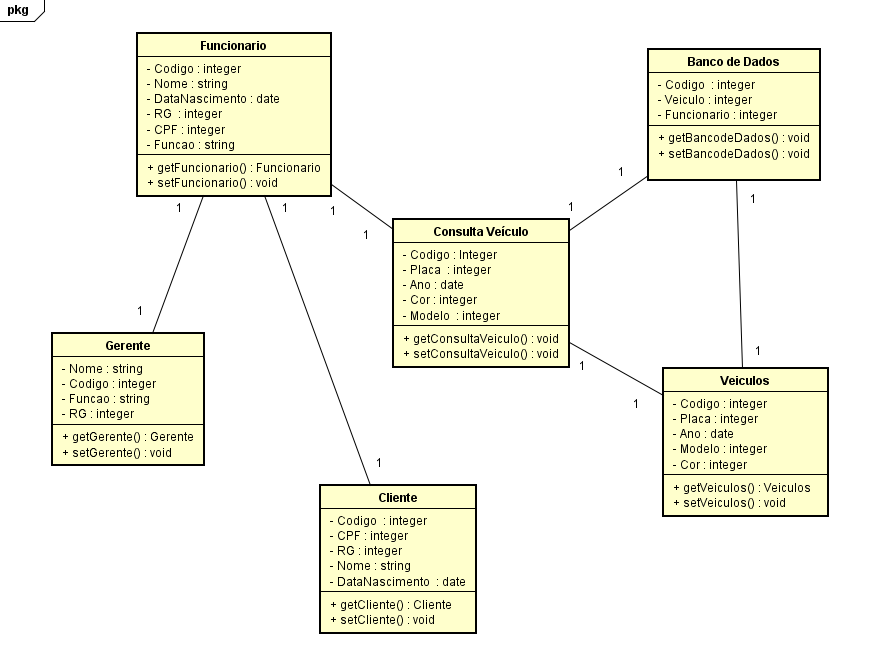 pkg
Funcionario
- Codigo : integer
- Nome : string
- DataNascimento : date
- RG : integer
- CPF : integer
- Funcao : string
+ getFuncionario() : Funcionario
+ setFuncionario() : void
Banco de Dados
- Codigo : integer
- Veiculo : integer
- Funcionario : integer
+ getBancodeDados() : void
+ setBancodeDados() : void
1
1
1
1
1
1
1
1
Consulta Veículo
- Codigo : Integer
- Placa : integer
- Ano : date
- Cor : integer
- Modelo : integer
+ getConsultaVeiculo() : void
+ setConsultaVeiculo() : void
1
Gerente
- Nome : string
- Codigo : integer
- Funcao : string
- RG : integer
+ getGerente() : Gerente
+ setGerente() : void
1
1
1
Veiculos
- Codigo : integer
- Placa : integer
- Ano : date
- Modelo : integer
- Cor : integer
+ getVeiculos() : Veiculos
+ setVeiculos() : void
Cliente
- Codigo : integer
- CPF : integer
- RG : integer
- Nome : string
- DataNascimento : date
+ getCliente() : Cliente
+ setCliente() : void